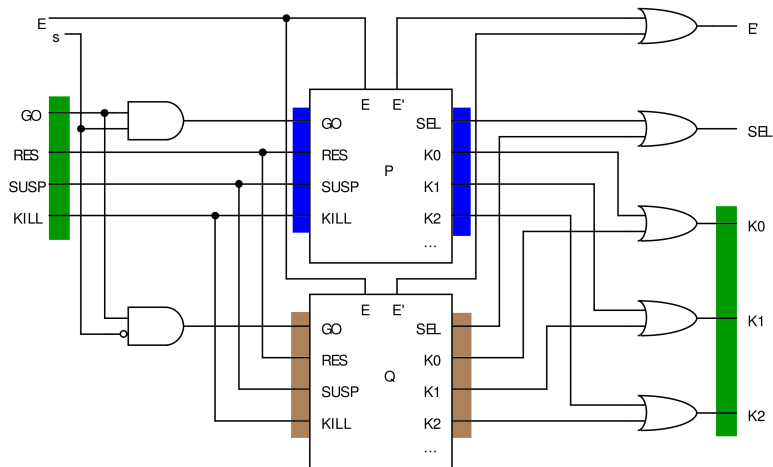 E
s
E'
E E'
GO
GO
SEL
SEL
RES
RES
K0
P
SUSP
SUSP
K1
KILL
KILL
K2
K0
...
E E'
K1
GO
SEL
RES
K0
Q
SUSP
K1
KILL
K2
K2
...